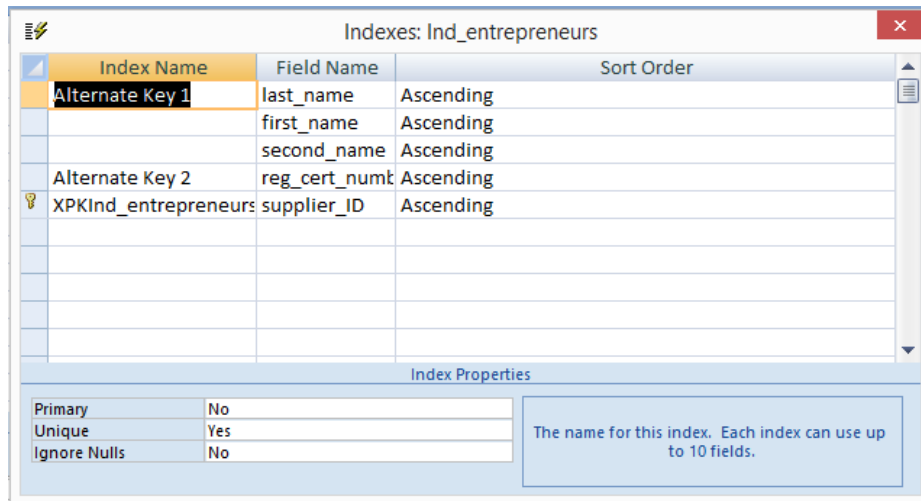 Indexes: Ind_entrepreneurs
Index Name Field Name Sort Order
Alternate Key 1 last_name Ascending
first_name Ascending
second_name Ascending
Alternate Key 2 reg_cert_numb Ascending
XPKInd_entrepreneurs supplier_ID Ascending
Index Properties
Primary No
Unique Yes
Ignore Nulls No
The name for this index. Each index can use up
to 10 fields.